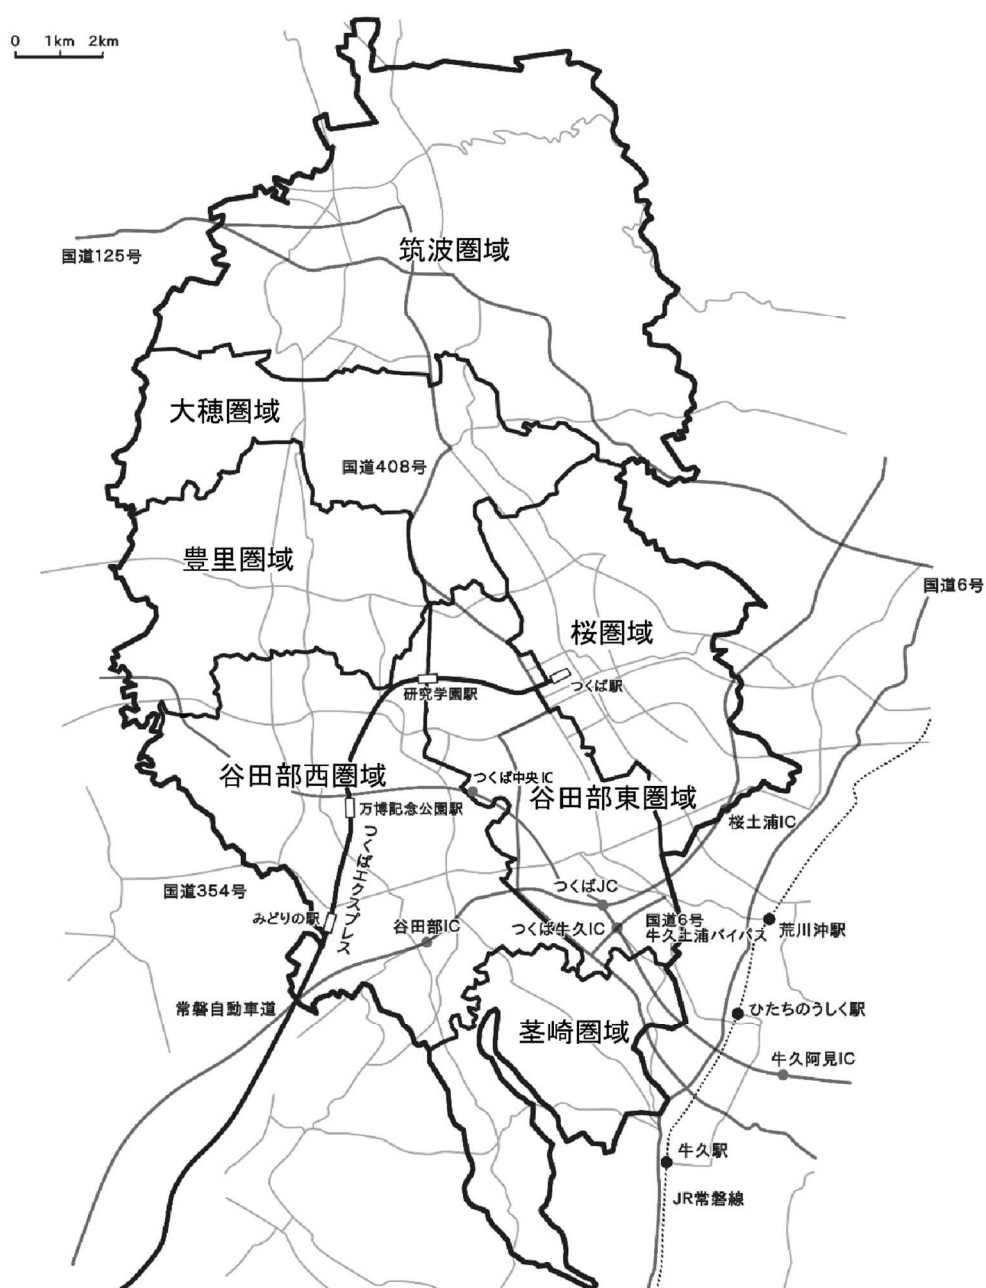 0 1km 2km
筑波圏域
国道125号
大穂圏域
国道408号
豊里圏域
国道6号
桜圏域
つくば駅
研究学園駅
谷田部西圏域
つくば中央IC
谷田部東圏域
万博記念公園駅
桜土浦IC
つくばエクスプレス
国道354号
つくばJC
みどりの駅
谷田部IC
つくば牛久IC
国道6号
牛久土浦バイパス
荒川沖駅
常磐自動車道
ひたちのうしく駅
茎崎圏域
牛久阿見IC
牛久駅
JR常磐線